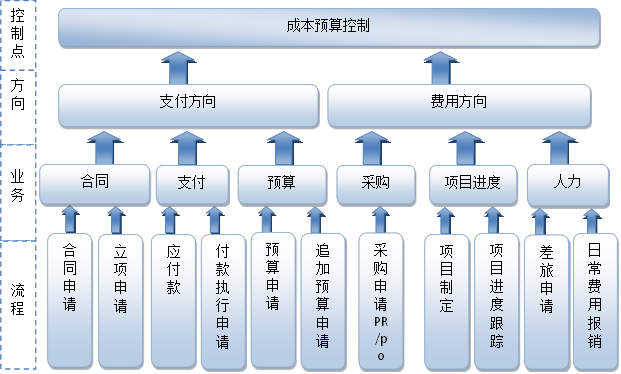 控制点
成本预算控制
方向
支付方向
费用方向
业务
合同
支付
预算
采购
项目进度
人力
流程
合同申请
立项申请
应付款
付款执行申请
预算申请
追加预算申请
采购申请PR/po
项目制定
项目进度跟踪
差旅申请
日常费用报销